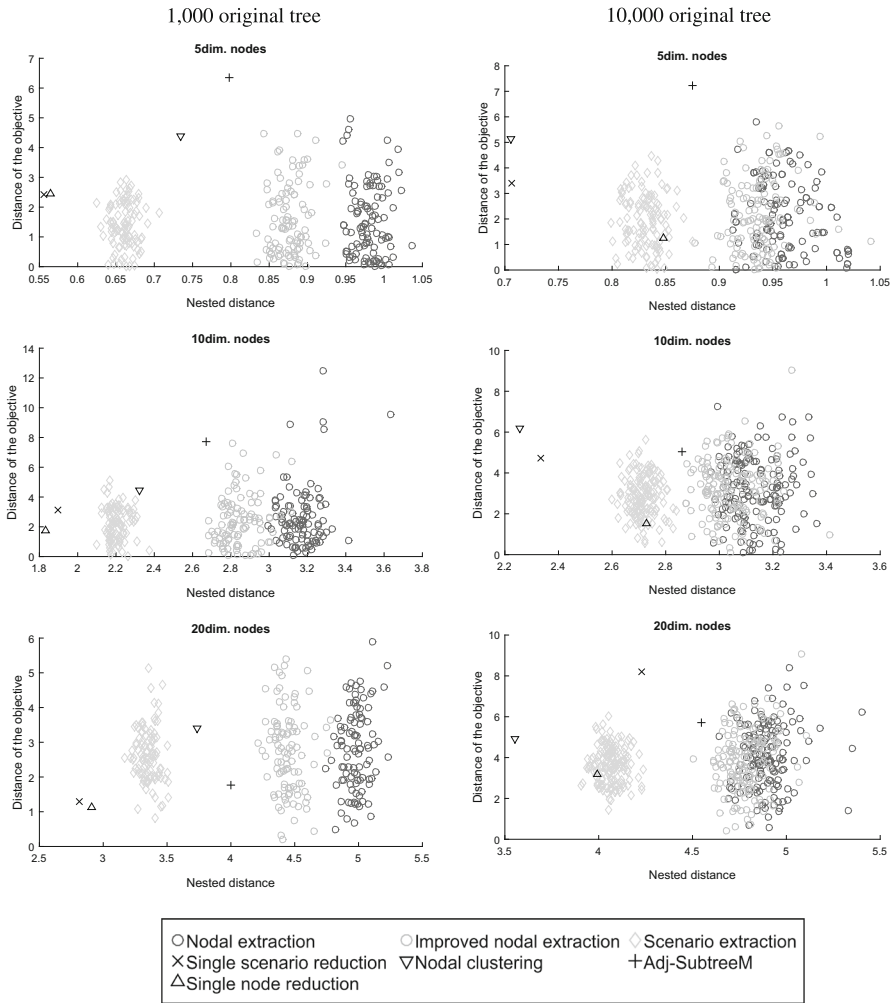 1,000 original tree
10,000 original tree
5dim. nodes
Distance of the objective
7
6
5
4
3
2
1
0
0.55 0.6 0.65 0.7 0.75 0.8 0.85 0.9 0.95 1 1.05
Nested distance
5dim. nodes
Distance of the objective
8
7
6
5
4
3
2
1
0
0.7 0.75 0.8 0.85 0.9 0.95 1 1.05
Nested distance
10dim. nodes
Distance of the objective
14
12
10
8
6
4
2
0
1.8 2 2.2 2.4 2.6 2.8 3 3.2 3.4 3.6 3.8
Nested distance
10dim. nodes
Distance of the objective
10
8
6
4
2
0
2.2 2.4 2.6 2.8 3 3.2 3.4 3.6
Nested distance
20dim. nodes
Distance of the objective
6
5
4
3
2
1
0
2.5 3 3.5 4 4.5 5 5.5
Nested distance
20dim. nodes
Distance of the objective
10
8
6
4
2
0
3.5 4 4.5 5 5.5
Nested distance
Nodal extraction Improved nodal extraction Scenario extraction
Single scenario reduction Nodal clustering Adj-SubtreeM
Single node reduction